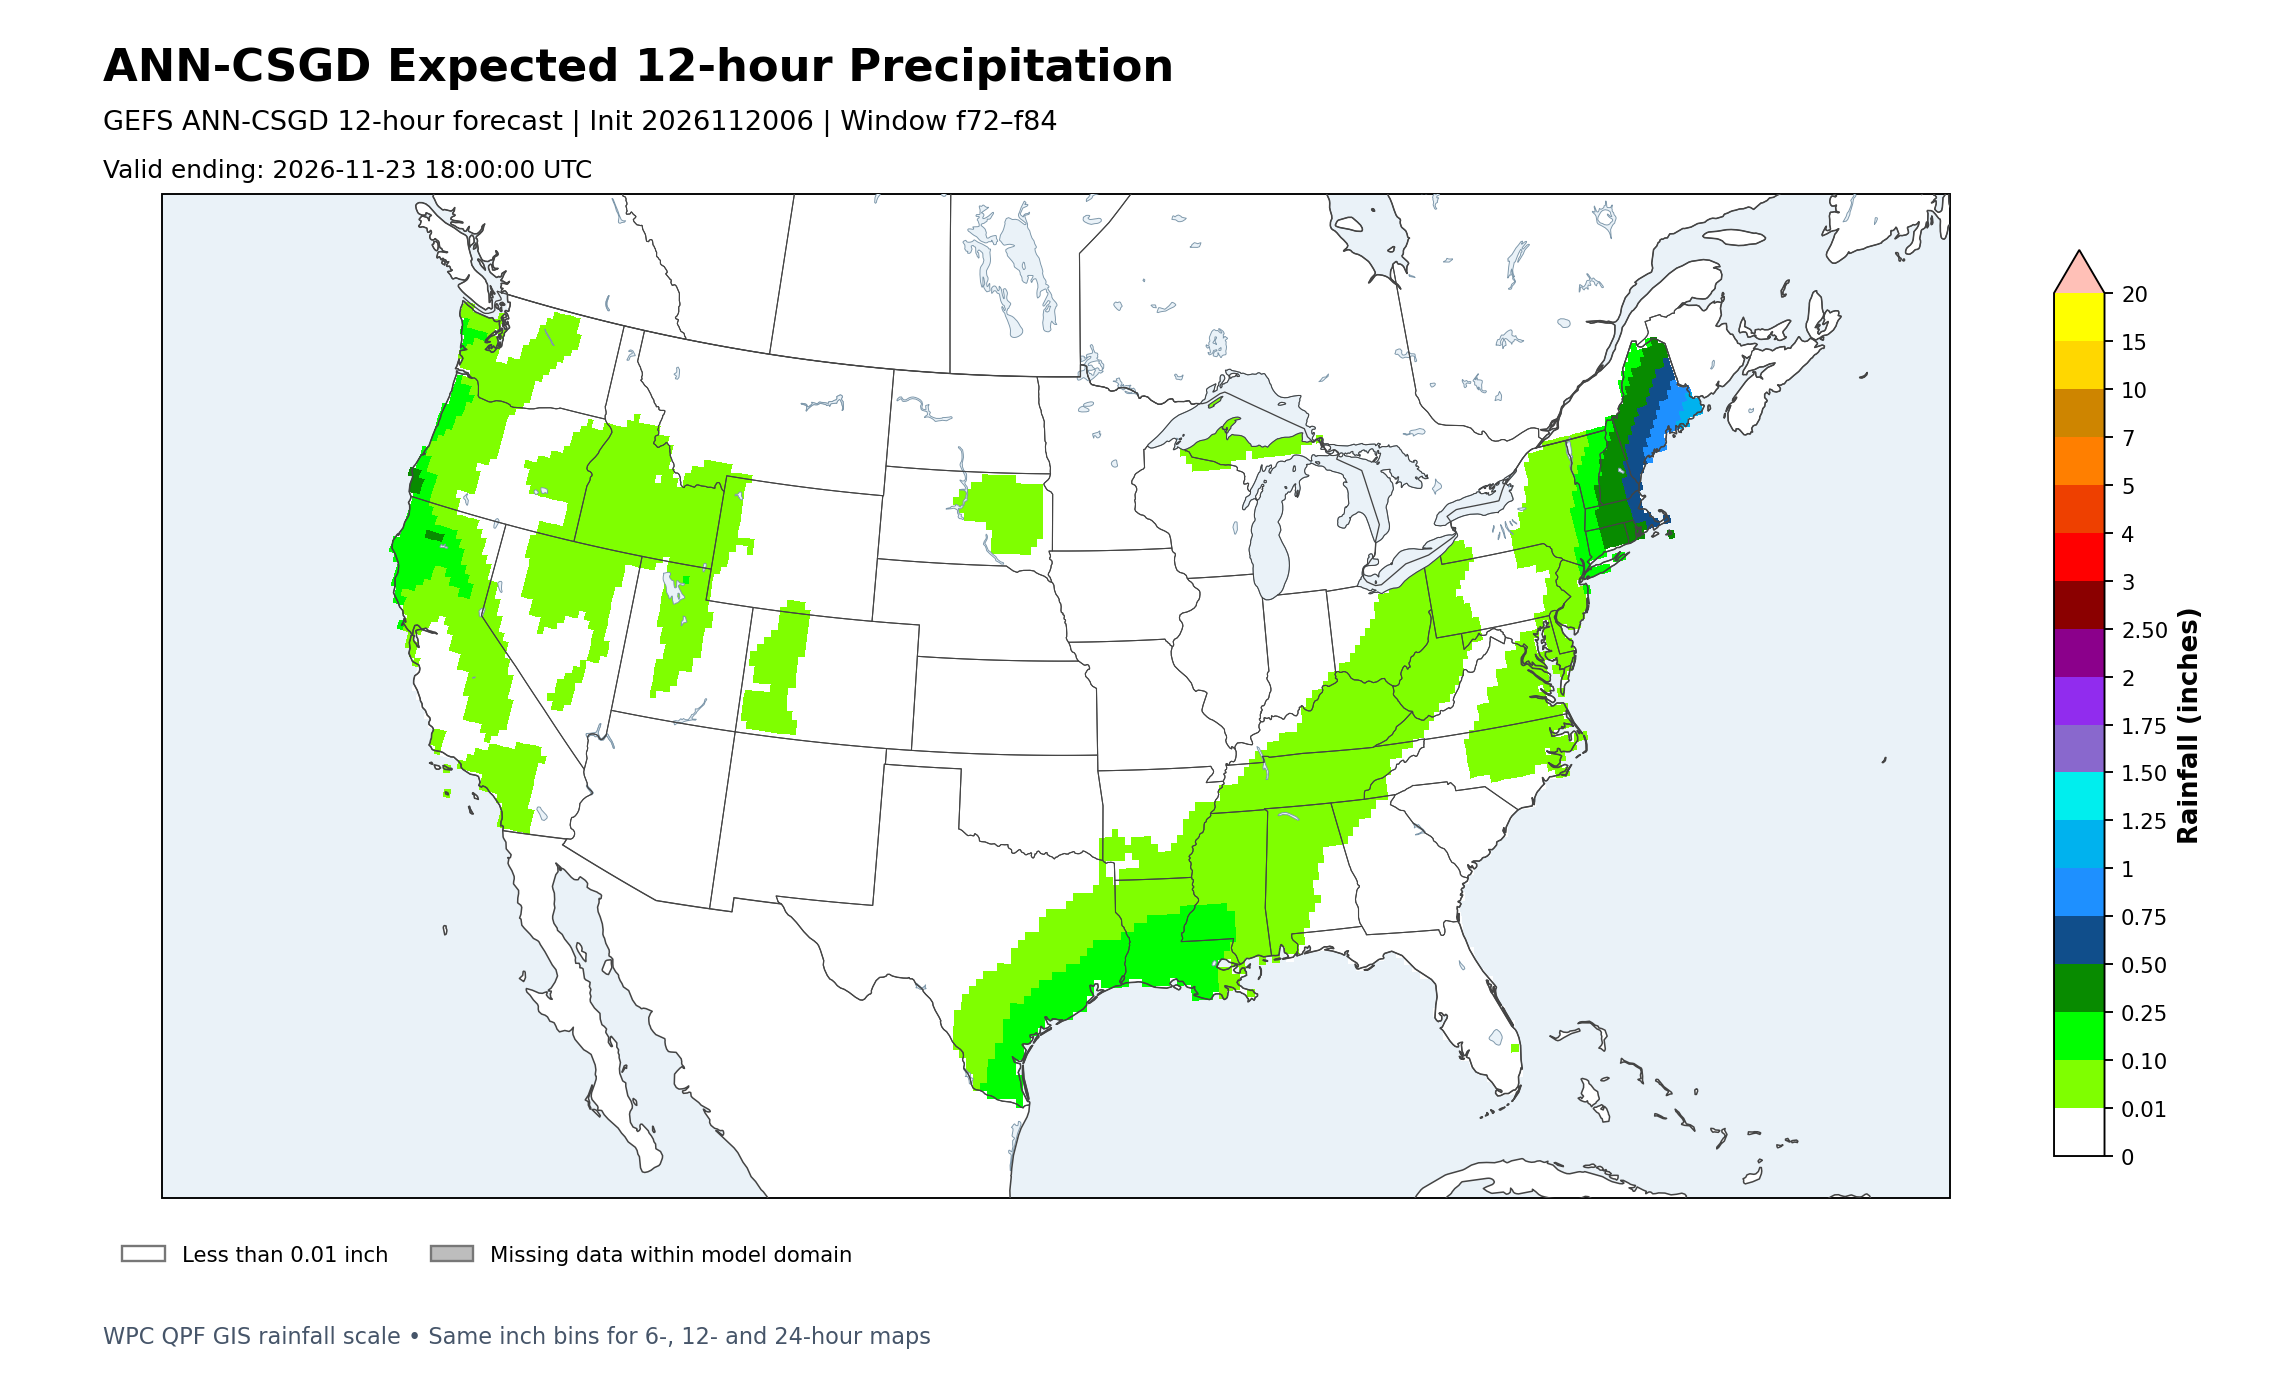 ANN-CSGD Expected 12-hour Precipitation
GEFS ANN-CSGD 12-hour forecast | Init 2026112006 | Window f72–f84
Valid ending: 2026-11-23 18:00:00 UTC
20
15
10
7
5
4
3
2.50
2
1.75
1.50
1.25
1
0.75
0.50
0.25
0.10
0.01
0
Rainfall (inches)
Less than 0.01 inch
Missing data within model domain
WPC QPF GIS rainfall scale • Same inch bins for 6-, 12- and 24-hour maps